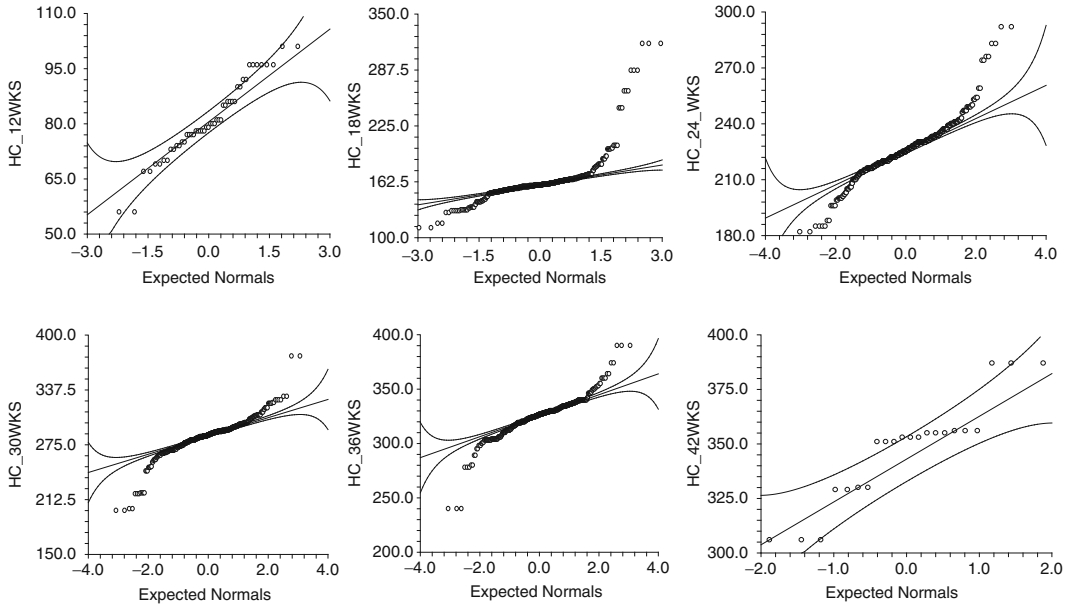 110.0
95.0
80.0
65.0
50.0
HC_12WKS
−3.0 −1.5 0.0 1.5 3.0
Expected Normals
350.0
287.5
225.0
162.5
100.0
HC_18WKS
−3.0 −1.5 0.0 1.5 3.0
Expected Normals
300.0
270.0
240.0
210.0
180.0
HC_24_WKS
−4.0 −2.0 0.0 2.0 4.0
Expected Normals
400.0
337.5
275.0
212.5
150.0
HC_30WKS
−4.0 −2.0 0.0 2.0 4.0
Expected Normals
400.0
350.0
300.0
250.0
200.0
HC_36WKS
−4.0 −2.0 0.0 2.0 4.0
Expected Normals
400.0
375.0
350.0
325.0
300.0
HC_42WKS
−2.0 −1.0 0.0 1.0 2.0
Expected Normals